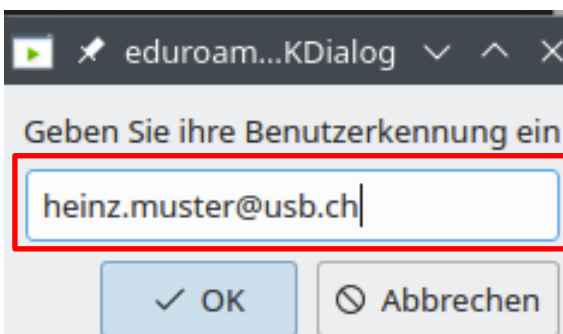 eduroam...KDialog
Geben Sie ihre Benutzerkennung ein
heinz.muster@usb.ch
OK Abbrechen